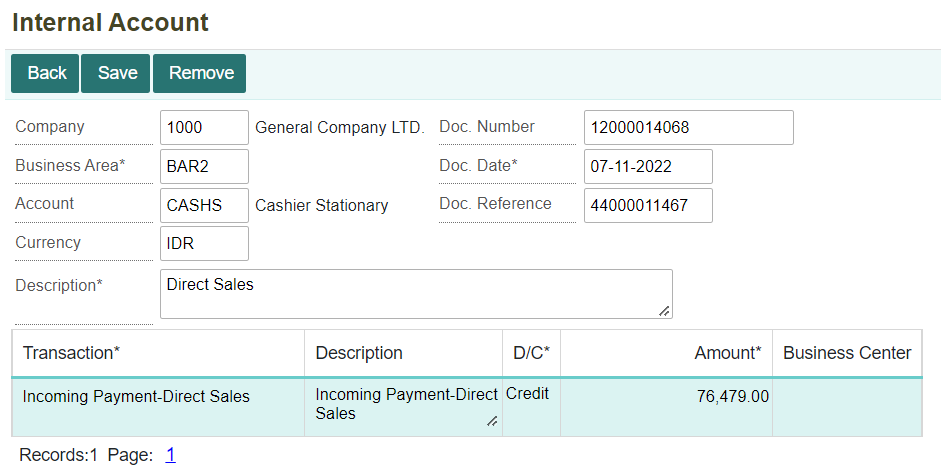 Internal Account
Back Save Remove
Company 1000 General Company LTD. Doc. Number 12000014068
Business Area* BAR2 Doc. Date* 07-11-2022
Account CASHS Cashier Stationary Doc. Reference 44000011467
Currency IDR
Description* Direct Sales
Transaction* Description D/C* Amount* Business Center
Incoming Payment-Direct Sales Incoming Payment-Direct Credit 76,479.00
Sales
Records:1 Page: 1